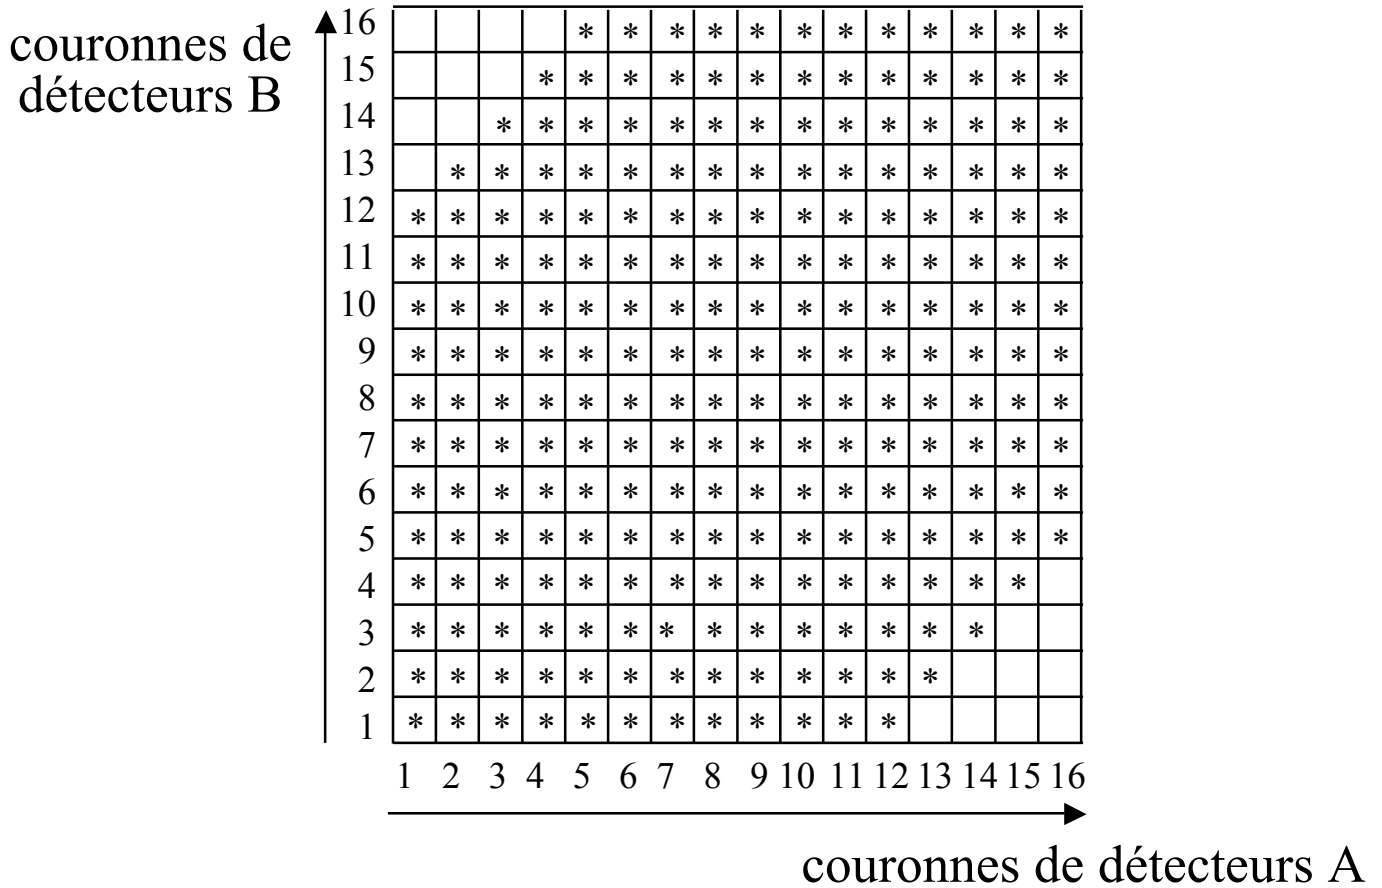 couronnes de
détecteurs B
16 * * * * * * * * * * * *
15 * * * * * * * * * * * * *
14 * * * * * * * * * * * * * *
13 * * * * * * * * * * * * * * *
12 * * * * * * * * * * * * * * * *
11 * * * * * * * * * * * * * * * *
10 * * * * * * * * * * * * * * * *
9 * * * * * * * * * * * * * * * *
8 * * * * * * * * * * * * * * * *
7 * * * * * * * * * * * * * * * *
6 * * * * * * * * * * * * * * * *
5 * * * * * * * * * * * * * * * *
4 * * * * * * * * * * * * * * *
3 * * * * * * * * * * * * * *
2 * * * * * * * * * * * * *
1 * * * * * * * * * * * *
1 2 3 4 5 6 7 8 9 10 11 12 13 14 15 16
couronnes de détecteurs A